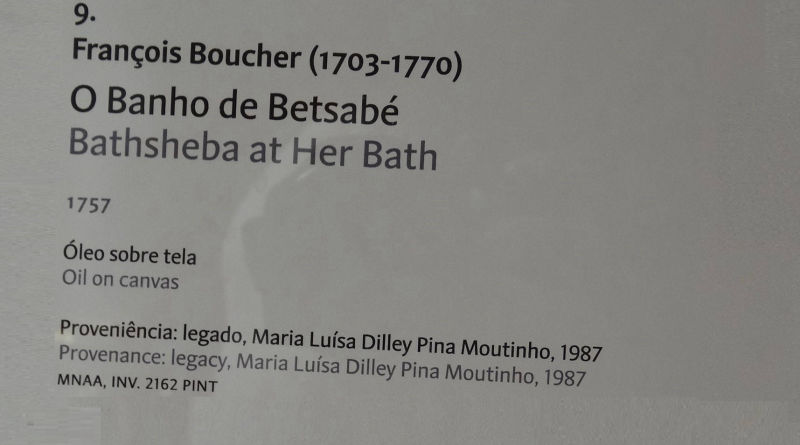 9.
François Boucher (1703-1770)
O Banho de Betsabé
Bathsheba at Her Bath
1757
Óleo sobre tela
Oil on canvas
Proveniência: legado, Maria Luísa Dilley Pina Moutinho, 1987
Provenance: legacy, Maria Luísa Dilley Pina Moutinho, 1987
MNAA, INV. 2162 PINT